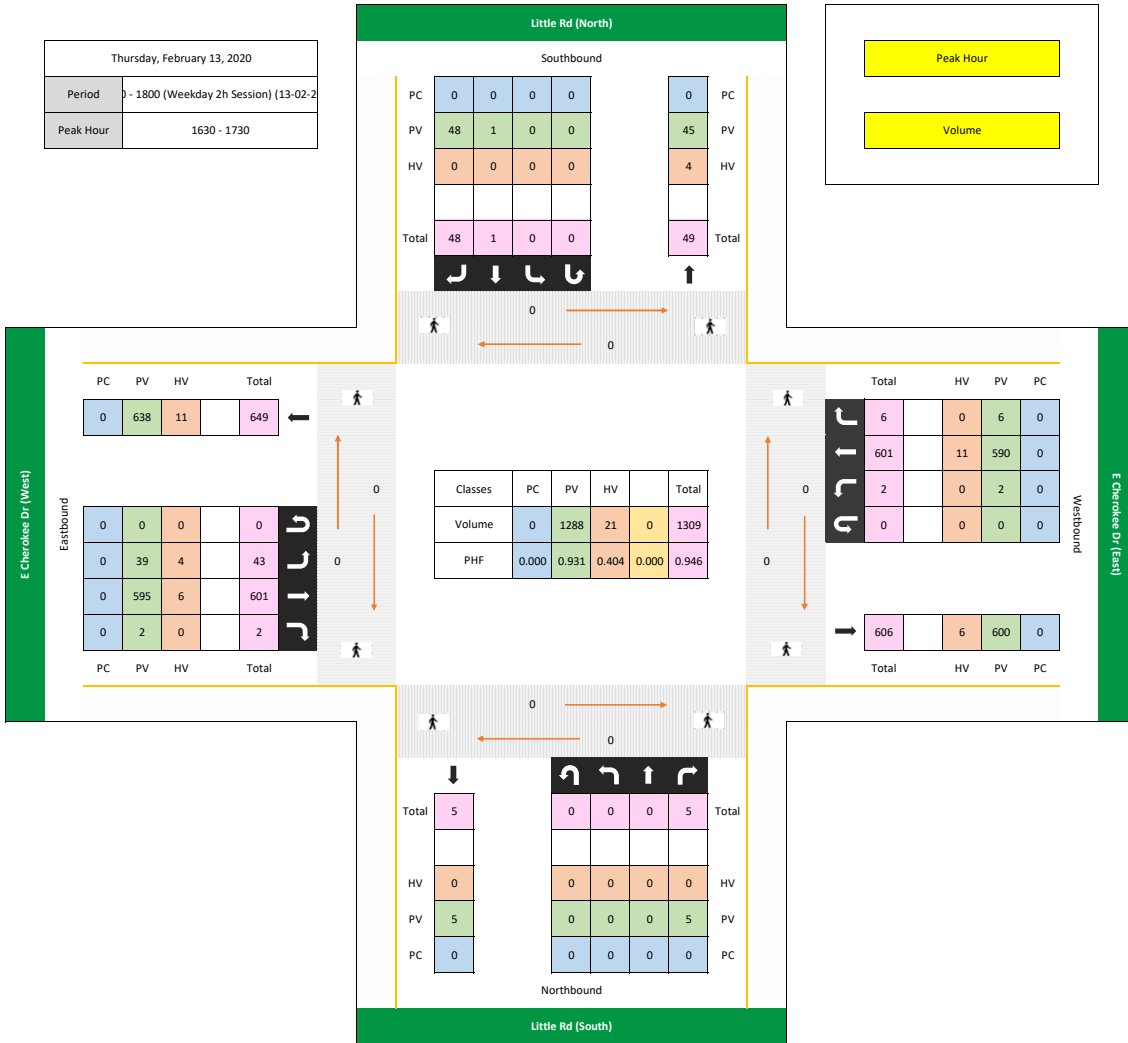 Little Rd (North)
Thursday, February 13, 2020
Southbound
Peak Hour
Period - 1800 (Weekday 2h Session) (13-02-2
PC 0 0 0 0 0 PC
Peak Hour 1630 - 1730
PV 48 1 0 0 45 PV
Volume
HV 0 0 0 0 4 HV
Total 48 1 0 0 49 Total
0
0
PC PV HV Total
0 638 11 649
Total HV PV PC
6 0 6 0
601 11 590 0
2 0 2 0
0 0 0 0
E Cherokee Dr (West)
Eastbound
0
0
Classes PC PV HV Total
Volume 0 1288 21 0 1309
PHF 0.000 0.931 0.404 0.000 0.946
0
0
Westbound
E Cherokee Dr (East)
0 0 0 0
0 39 4 43
0 595 6 601
0 2 0 2
PC PV HV Total
606 6 600 0
Total HV PV PC
0
0
Total 5 0 0 0 5 Total
HV 0 0 0 0 0 HV
PV 5 0 0 0 5 PV
PC 0 0 0 0 0 PC
Northbound
Little Rd (South)